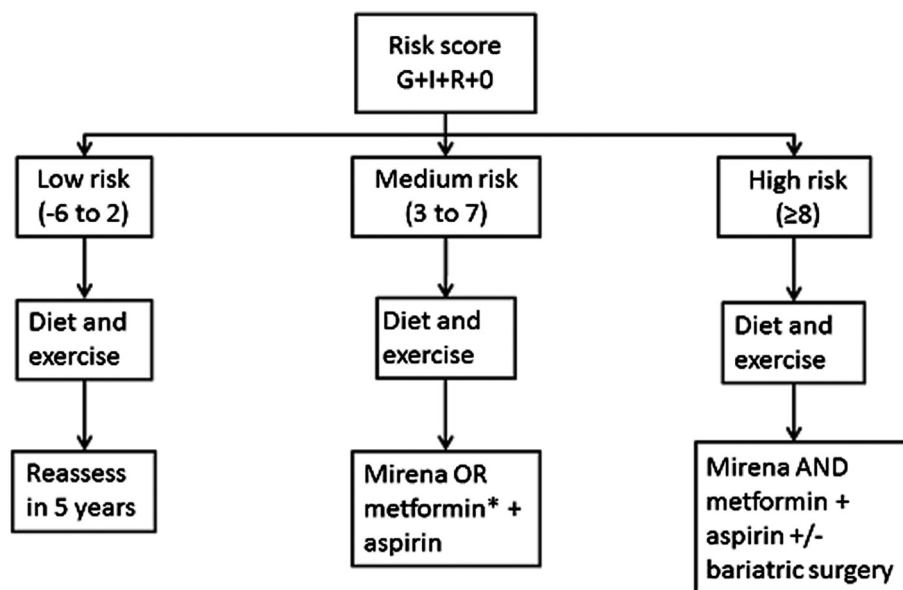 Risk score
G+I+R+0
Low risk
(-6 to 2)
Medium risk
(3 to 7)
High risk
(≥8)
Diet and
exercise
Diet and
exercise
Diet and
exercise
Reassess
in 5 years
Mirena OR
metformin* +
aspirin
Mirena AND
metformin +
aspirin +/-
bariatric surgery